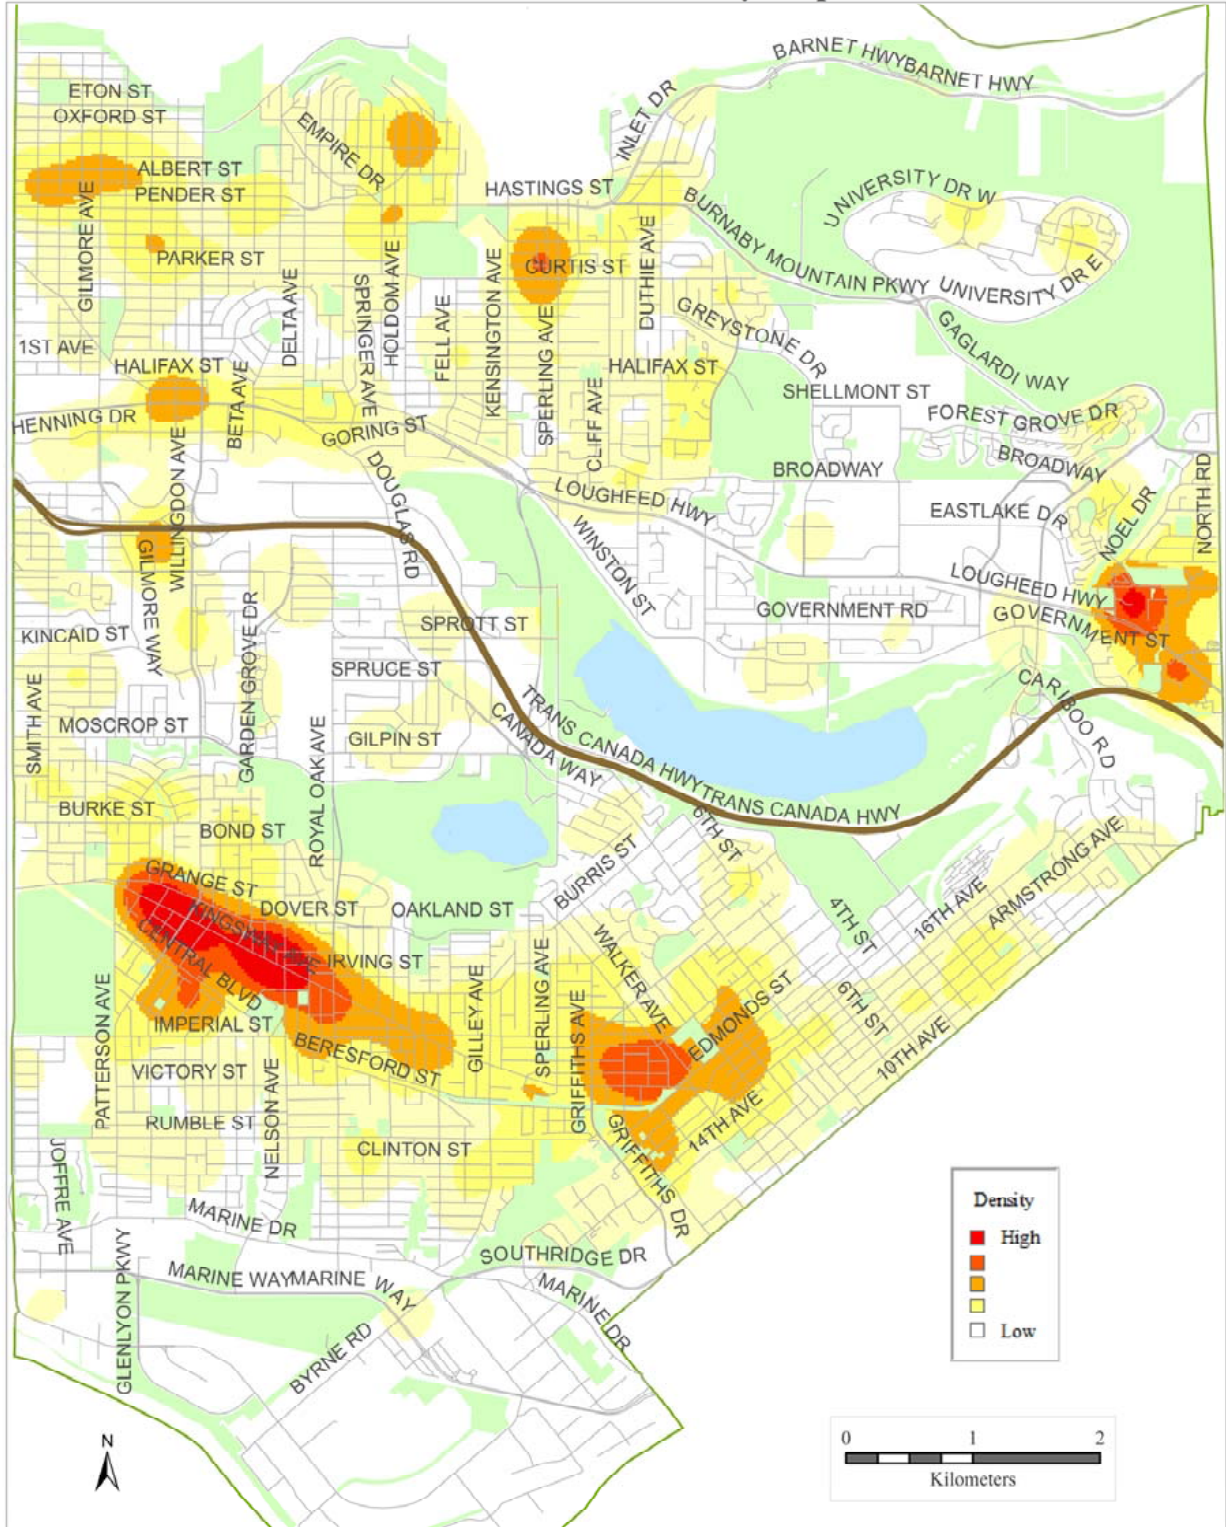 BARNET HWY
BARNET HWY
ETON ST
OXFORD ST
INLET DR
EMPIRE DR
ALBERT ST
PENDER ST
HASTINGS ST
UNIVERSITY DR W
GILMORE AVE
BURNABY MOUNTAIN PKWY
PARKER ST
CURTIS ST
DUTHIE AVE
UNIVERSITY DR E
DELTA AVE
SPRINGER AVE
HOLDOM AVE
FELL AVE
KENSINGTON AVE
SPERLING AVE
GREYSTONE DR
GAGLARDI WAY
1ST AVE
HALIFAX ST
HALIFAX ST
BETA AVE
CLIFF AVE
SHELLMONT ST
FOREST GROVE DR
HENNING DR
GORING ST
WILLINGDON AVE
DOUGLAS RD
BROADWAY
BROADWAY
LOUGHEED HWY
EASTLAKE DR
NOEL DR
NORTH RD
WINSTON ST
GILMORE WAY
LOUGHEED HWY
GOVERNMENT RD
GOVERNMENT ST
KINCAID ST
GARDEN GROVE DR
SPROTT ST
SPRUCE ST
SMITH AVE
MOSCROP ST
GILPIN ST
ROYAL OAK AVE
CARIBOO RD
TRANS CANADA HWY
TRANS CANADA HWY
CANADA WAY
BURKE ST
BOND ST
6TH ST
BURRIS ST
ARMSTRONG AVE
GRANGE ST
DOVER ST
OAKLAND ST
16TH AVE
4TH ST
KINGSWAY AVE
CENTRAL BLVD
IRVING ST
WALKER AVE
PATTERSON AVE
GILLEY AVE
SPERLING AVE
GRIFFITHS AVE
EDMONDS ST
6TH ST
IMPERIAL ST
BERESFORD ST
10TH AVE
VICTORY ST
NELSON AVE
RUMBLE ST
CLINTON ST
14TH AVE
GRIFFITHS DR
JOFFRE AVE
MARINE DR
GLENLYON PKWY
MARINE WAY
MARINE WAY
SOUTHRIDGE DR
MARINE DR
BYRNE RD
Density
High
Low
N
0 1 2
Kilometers